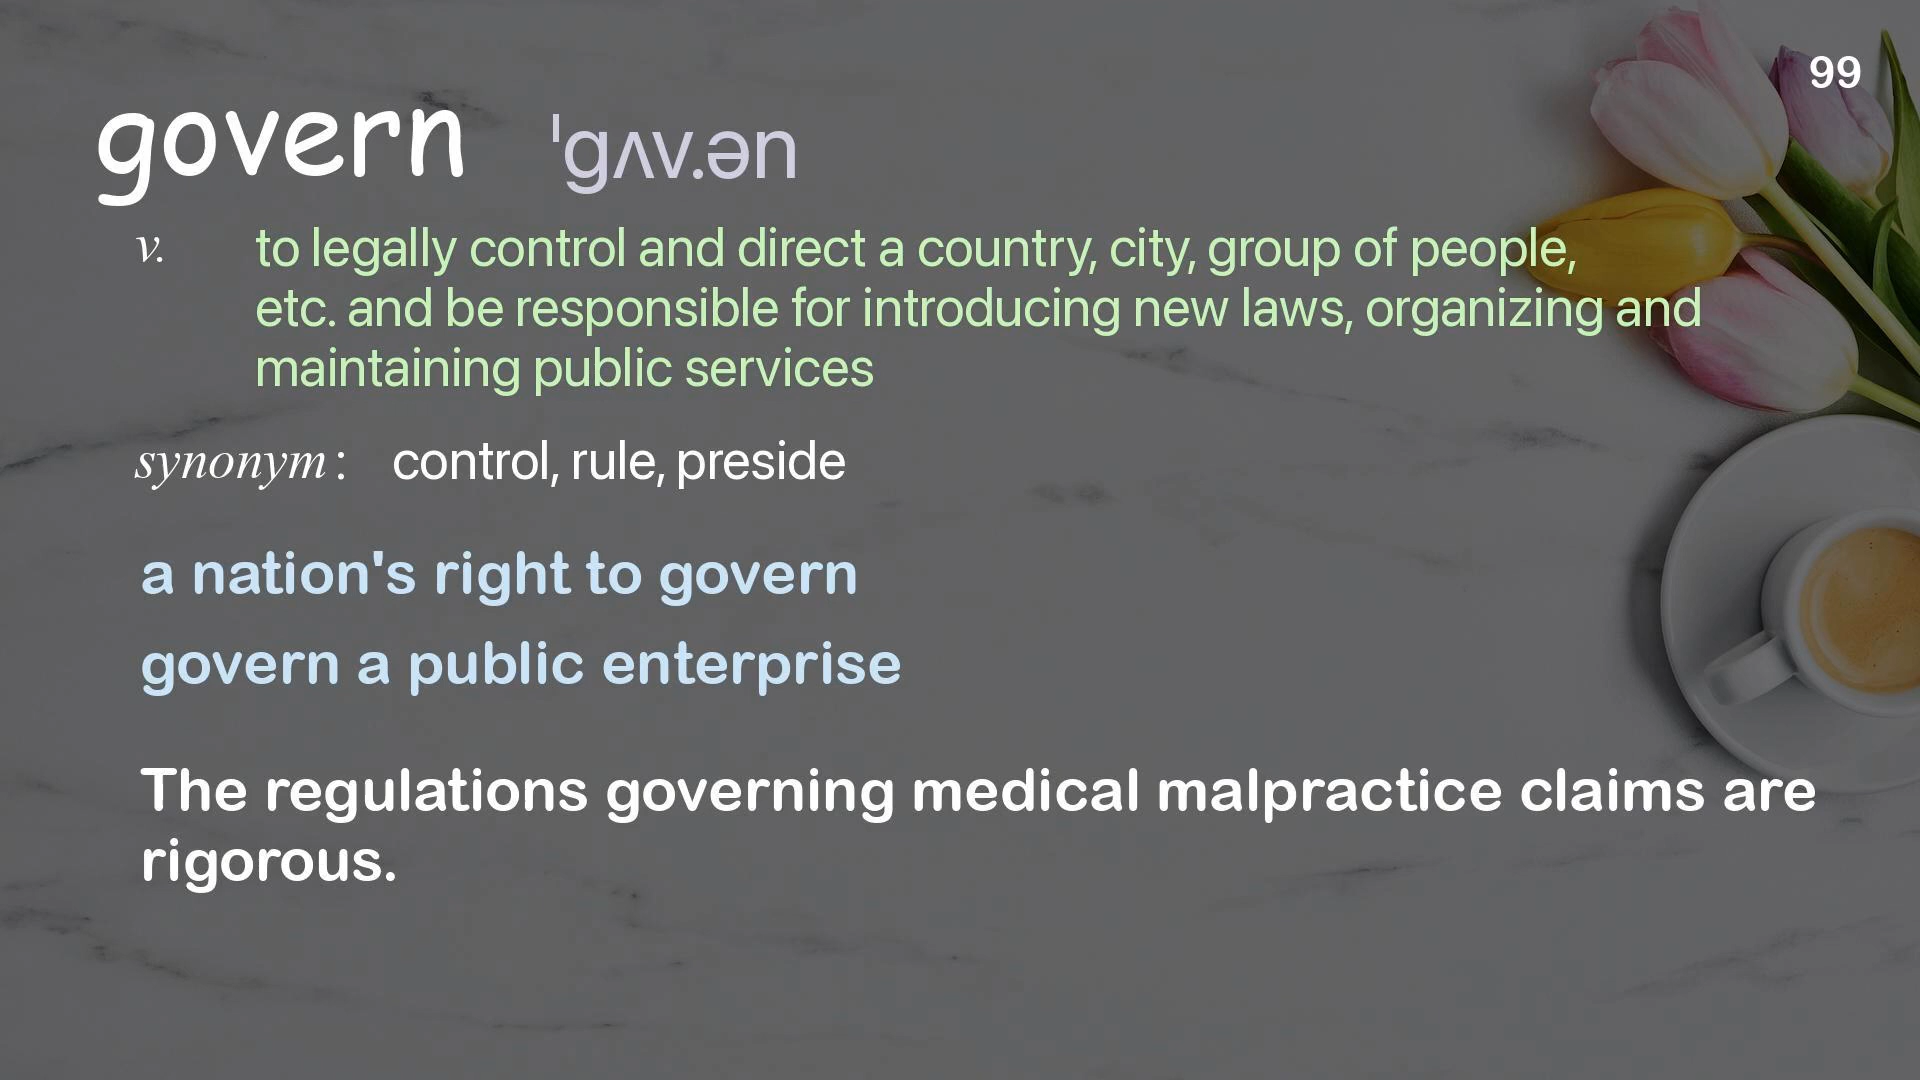 99
govern ˈɡʌv.ən
v. to legally control and direct a country, city, group of people,
etc. and be responsible for introducing new laws, organizing and
maintaining public services
synonym: control, rule, preside
a nation's right to govern
govern a public enterprise
The regulations governing medical malpractice claims are
rigorous.